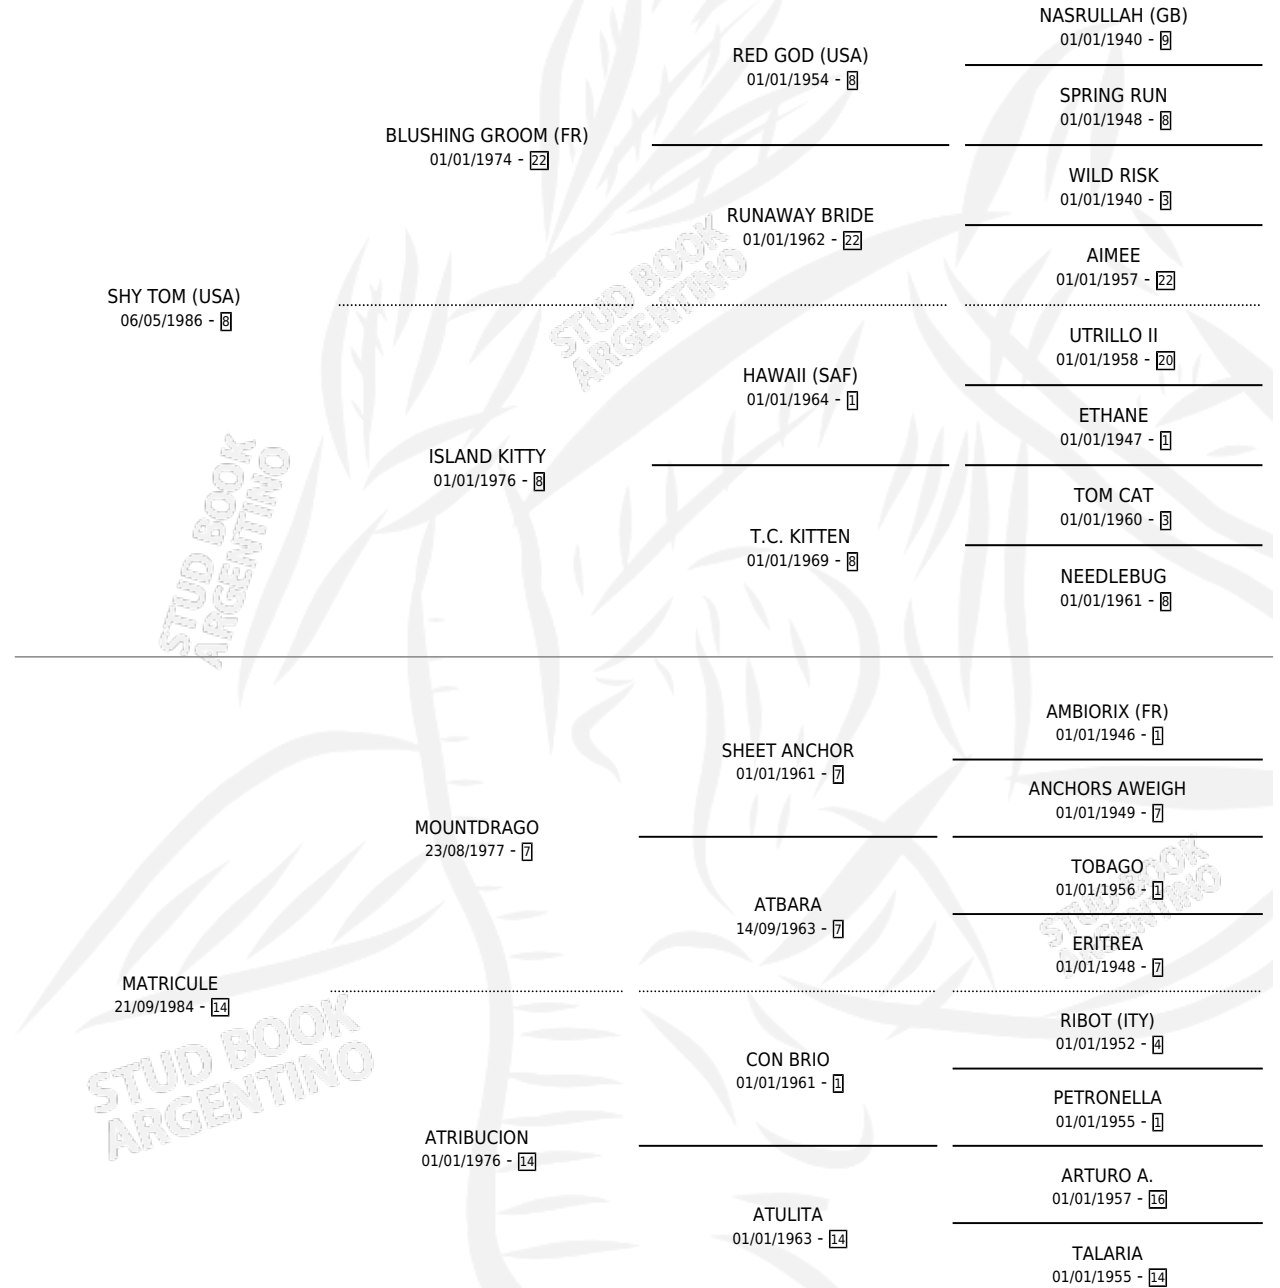 NASRULLAH (GB)
01/01/1940 - 9
RED GOD (USA)
01/01/1954 - 8
SPRING RUN
01/01/1948 - 8
BLUSHING GROOM (FR)
01/01/1974 - 22
WILD RISK
01/01/1940 - 3
RUNAWAY BRIDE
01/01/1962 - 22
AIMEE
01/01/1957 - 22
SHY TOM (USA)
06/05/1986 - 8
UTRILLO II
01/01/1958 - 20
HAWAII (SAF)
01/01/1964 - 1
ETHANE
01/01/1947 - 1
ISLAND KITTY
01/01/1976 - 8
TOM CAT
01/01/1960 - 3
T.C. KITTEN
01/01/1969 - 8
NEEDLEBUG
01/01/1961 - 8
STUD BOOK
ARGENTINO
STUD BOOK
ARGENTINO
AMBIORIX (FR)
01/01/1946 - 1
SHEET ANCHOR
01/01/1961 - 7
ANCHORS AWEIGH
01/01/1949 - 7
MOUNTDRAGO
23/08/1977 - 7
TOBAGO
01/01/1956 - 1
ATBARA
14/09/1963 - 7
ERITREA
01/01/1948 - 7
MATRICULE
21/09/1984 - 14
RIBOT (ITY)
01/01/1952 - 4
CON BRIO
01/01/1961 - 1
PETRONELLA
01/01/1955 - 1
ATRIBUCION
01/01/1976 - 14
ARTURO A.
01/01/1957 - 16
ATULITA
01/01/1963 - 14
TALARIA
01/01/1955 - 14
STUD BOOK
ARGENTINO
STUD BOOK
ARGENTINO